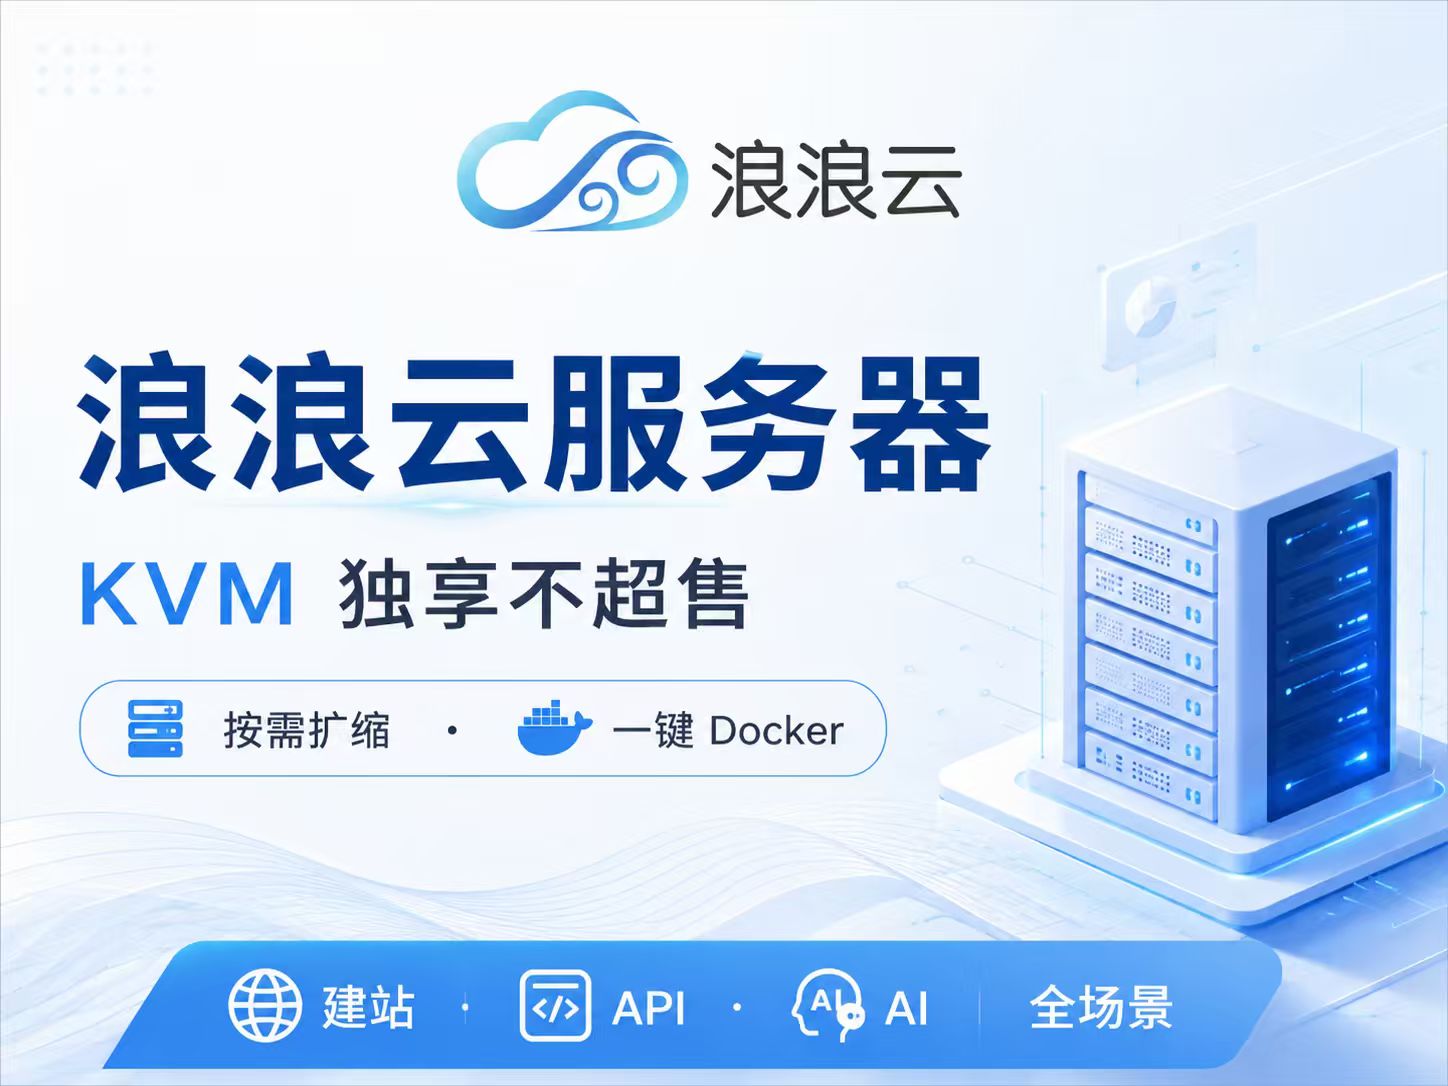 浪浪云
浪浪云服务器
KVM 独享不超售
按需扩缩 · 一键 Docker
建站 · API · AI 全场景